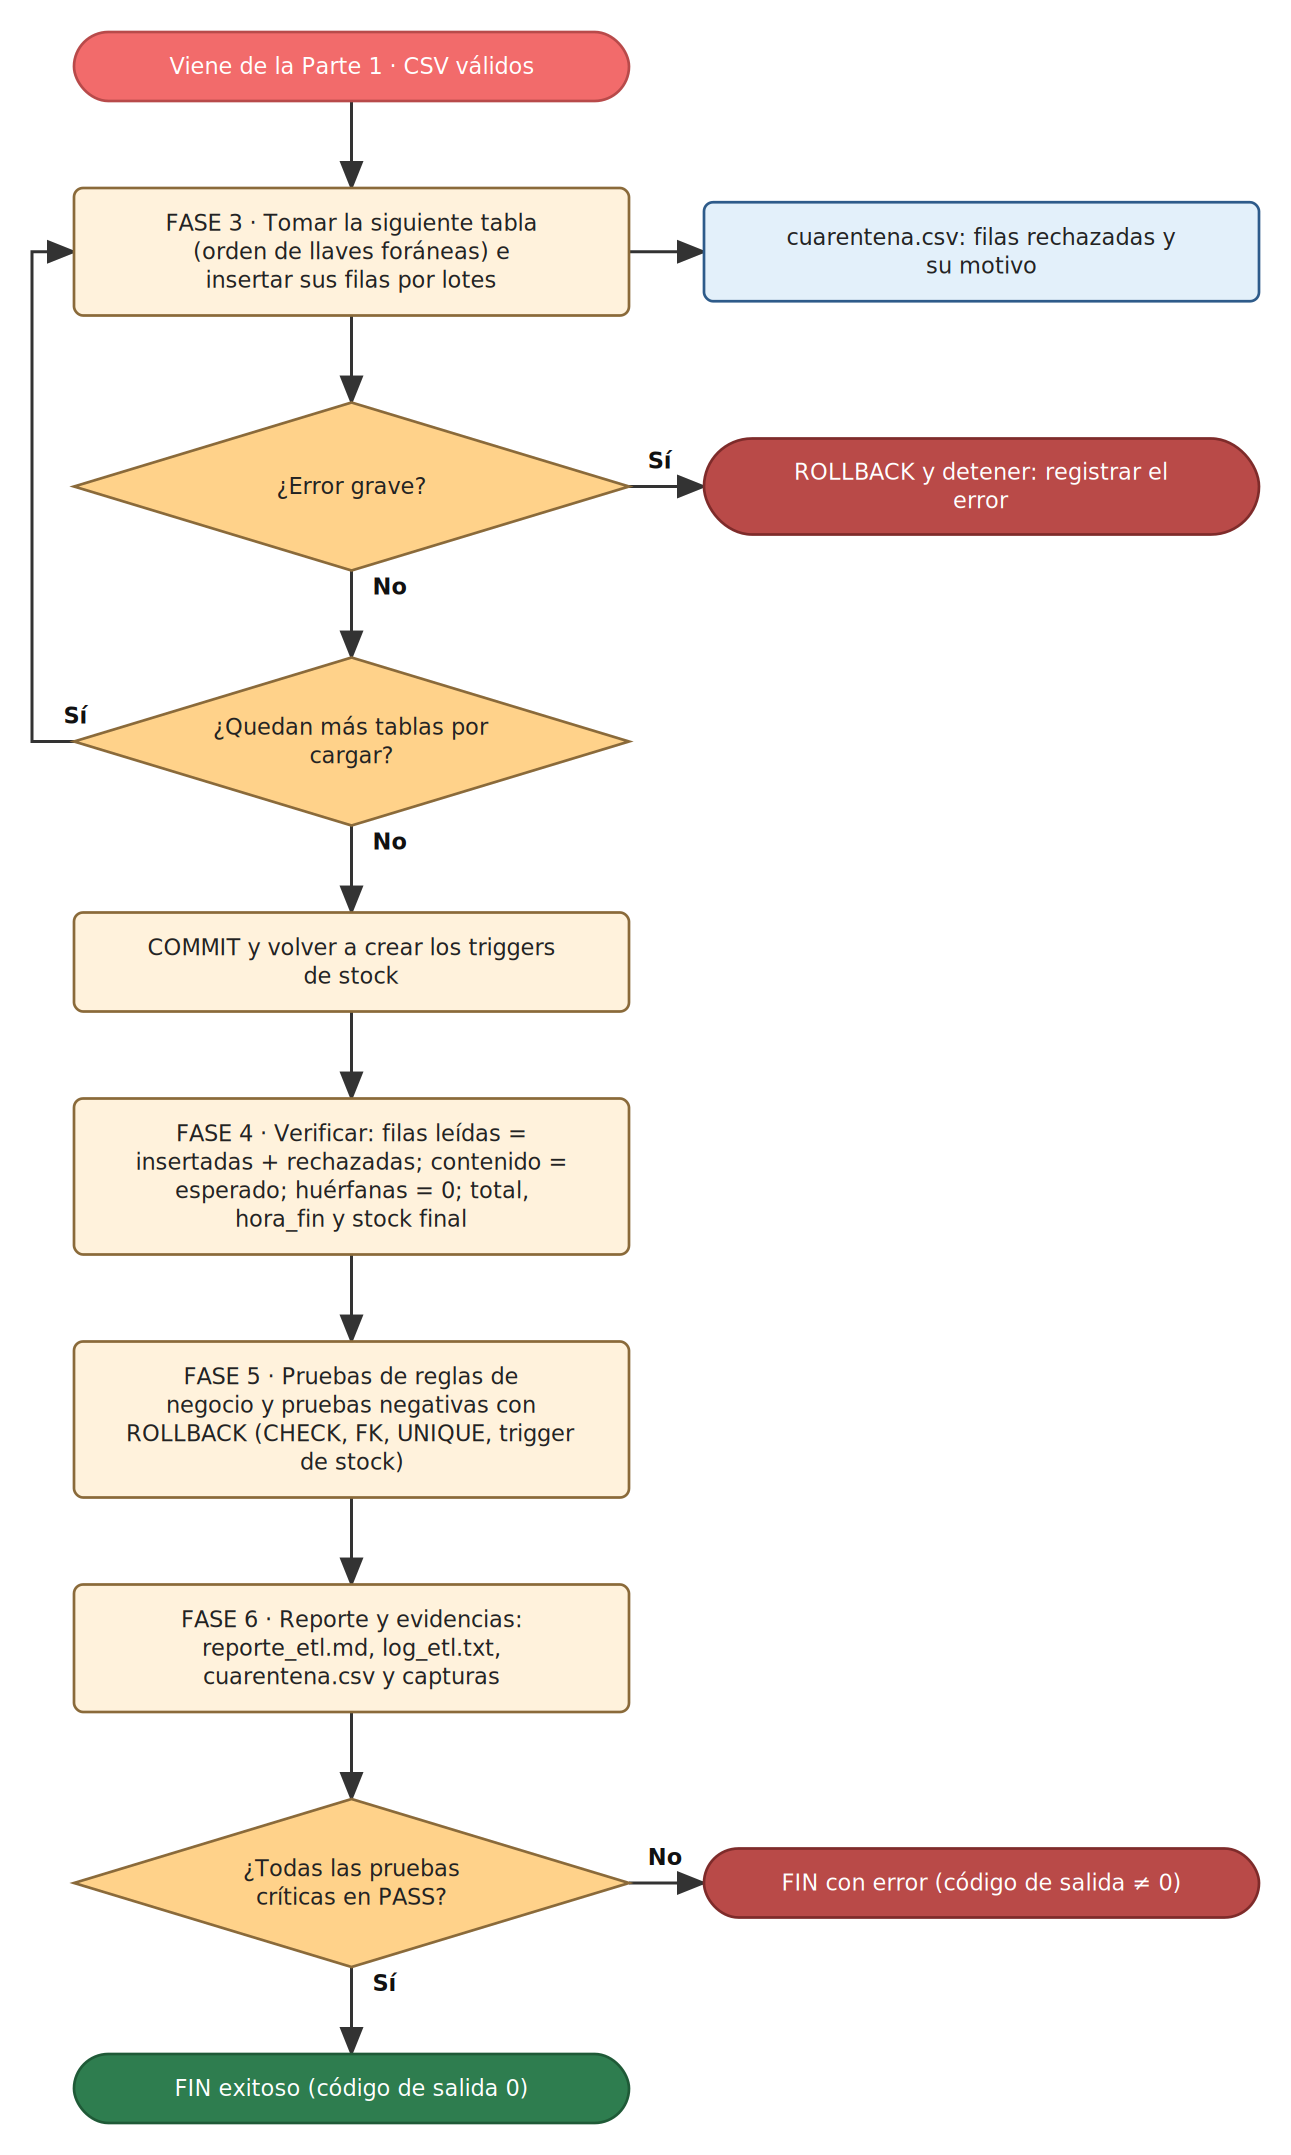 Viene de la Parte 1 · CSV válidos
FASE 3 · Tomar la siguiente tabla
(orden de llaves foráneas) e
insertar sus filas por lotes
cuarentena.csv: filas rechazadas y
su motivo
¿Error grave?
Sí
ROLLBACK y detener: registrar el
error
No
¿Quedan más tablas por
cargar?
Sí
No
COMMIT y volver a crear los triggers
de stock
FASE 4 · Verificar: filas leídas =
insertadas + rechazadas; contenido =
esperado; huérfanas = 0; total,
hora_fin y stock final
FASE 5 · Pruebas de reglas de
negocio y pruebas negativas con
ROLLBACK (CHECK, FK, UNIQUE, trigger
de stock)
FASE 6 · Reporte y evidencias:
reporte_etl.md, log_etl.txt,
cuarentena.csv y capturas
¿Todas las pruebas
críticas en PASS?
No
FIN con error (código de salida ≠ 0)
Sí
FIN exitoso (código de salida 0)